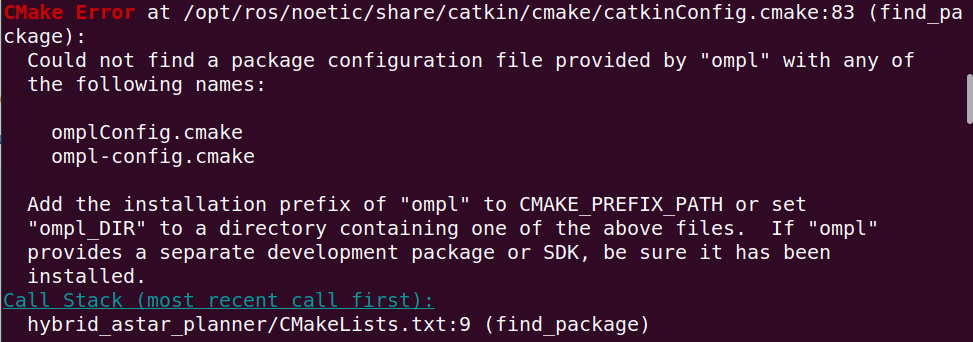 CMake Error at /opt/ros/noetic/share/catkin/cmake/catkinConfig.cmake:83 (find_pa
ckage):
  Could not find a package configuration file provided by "ompl" with any of
  the following names:

    omplConfig.cmake
    ompl-config.cmake

  Add the installation prefix of "ompl" to CMAKE_PREFIX_PATH or set
  "ompl_DIR" to a directory containing one of the above files.  If "ompl"
  provides a separate development package or SDK, be sure it has been
  installed.
Call Stack (most recent call first):
  hybrid_astar_planner/CMakeLists.txt:9 (find_package)